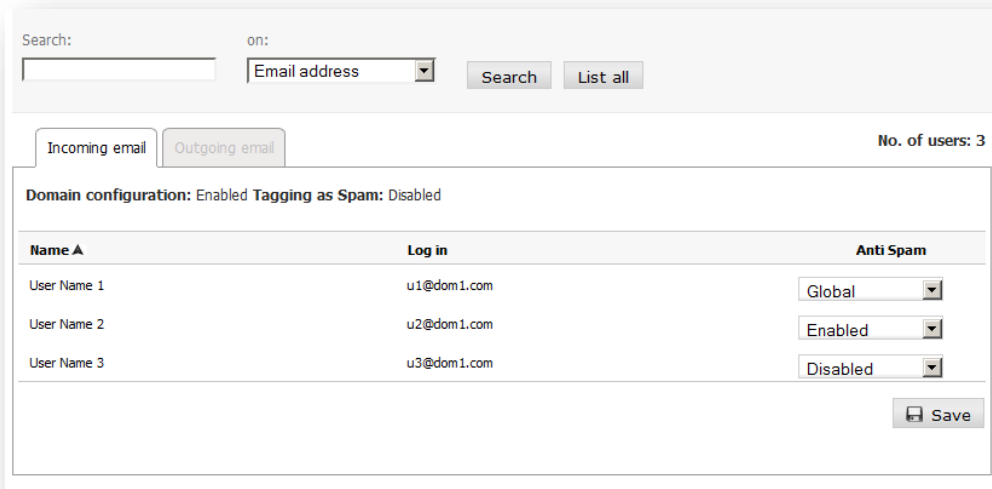 Search: on:
Email address Search List all
Incoming email Outgoing email No. of users: 3
Domain configuration: Enabled Tagging as Spam: Disabled
Name Log in Anti Spam
User Name 1 u1@dom1.com Global
User Name 2 u2@dom1.com Enabled
User Name 3 u3@dom1.com Disabled
Save